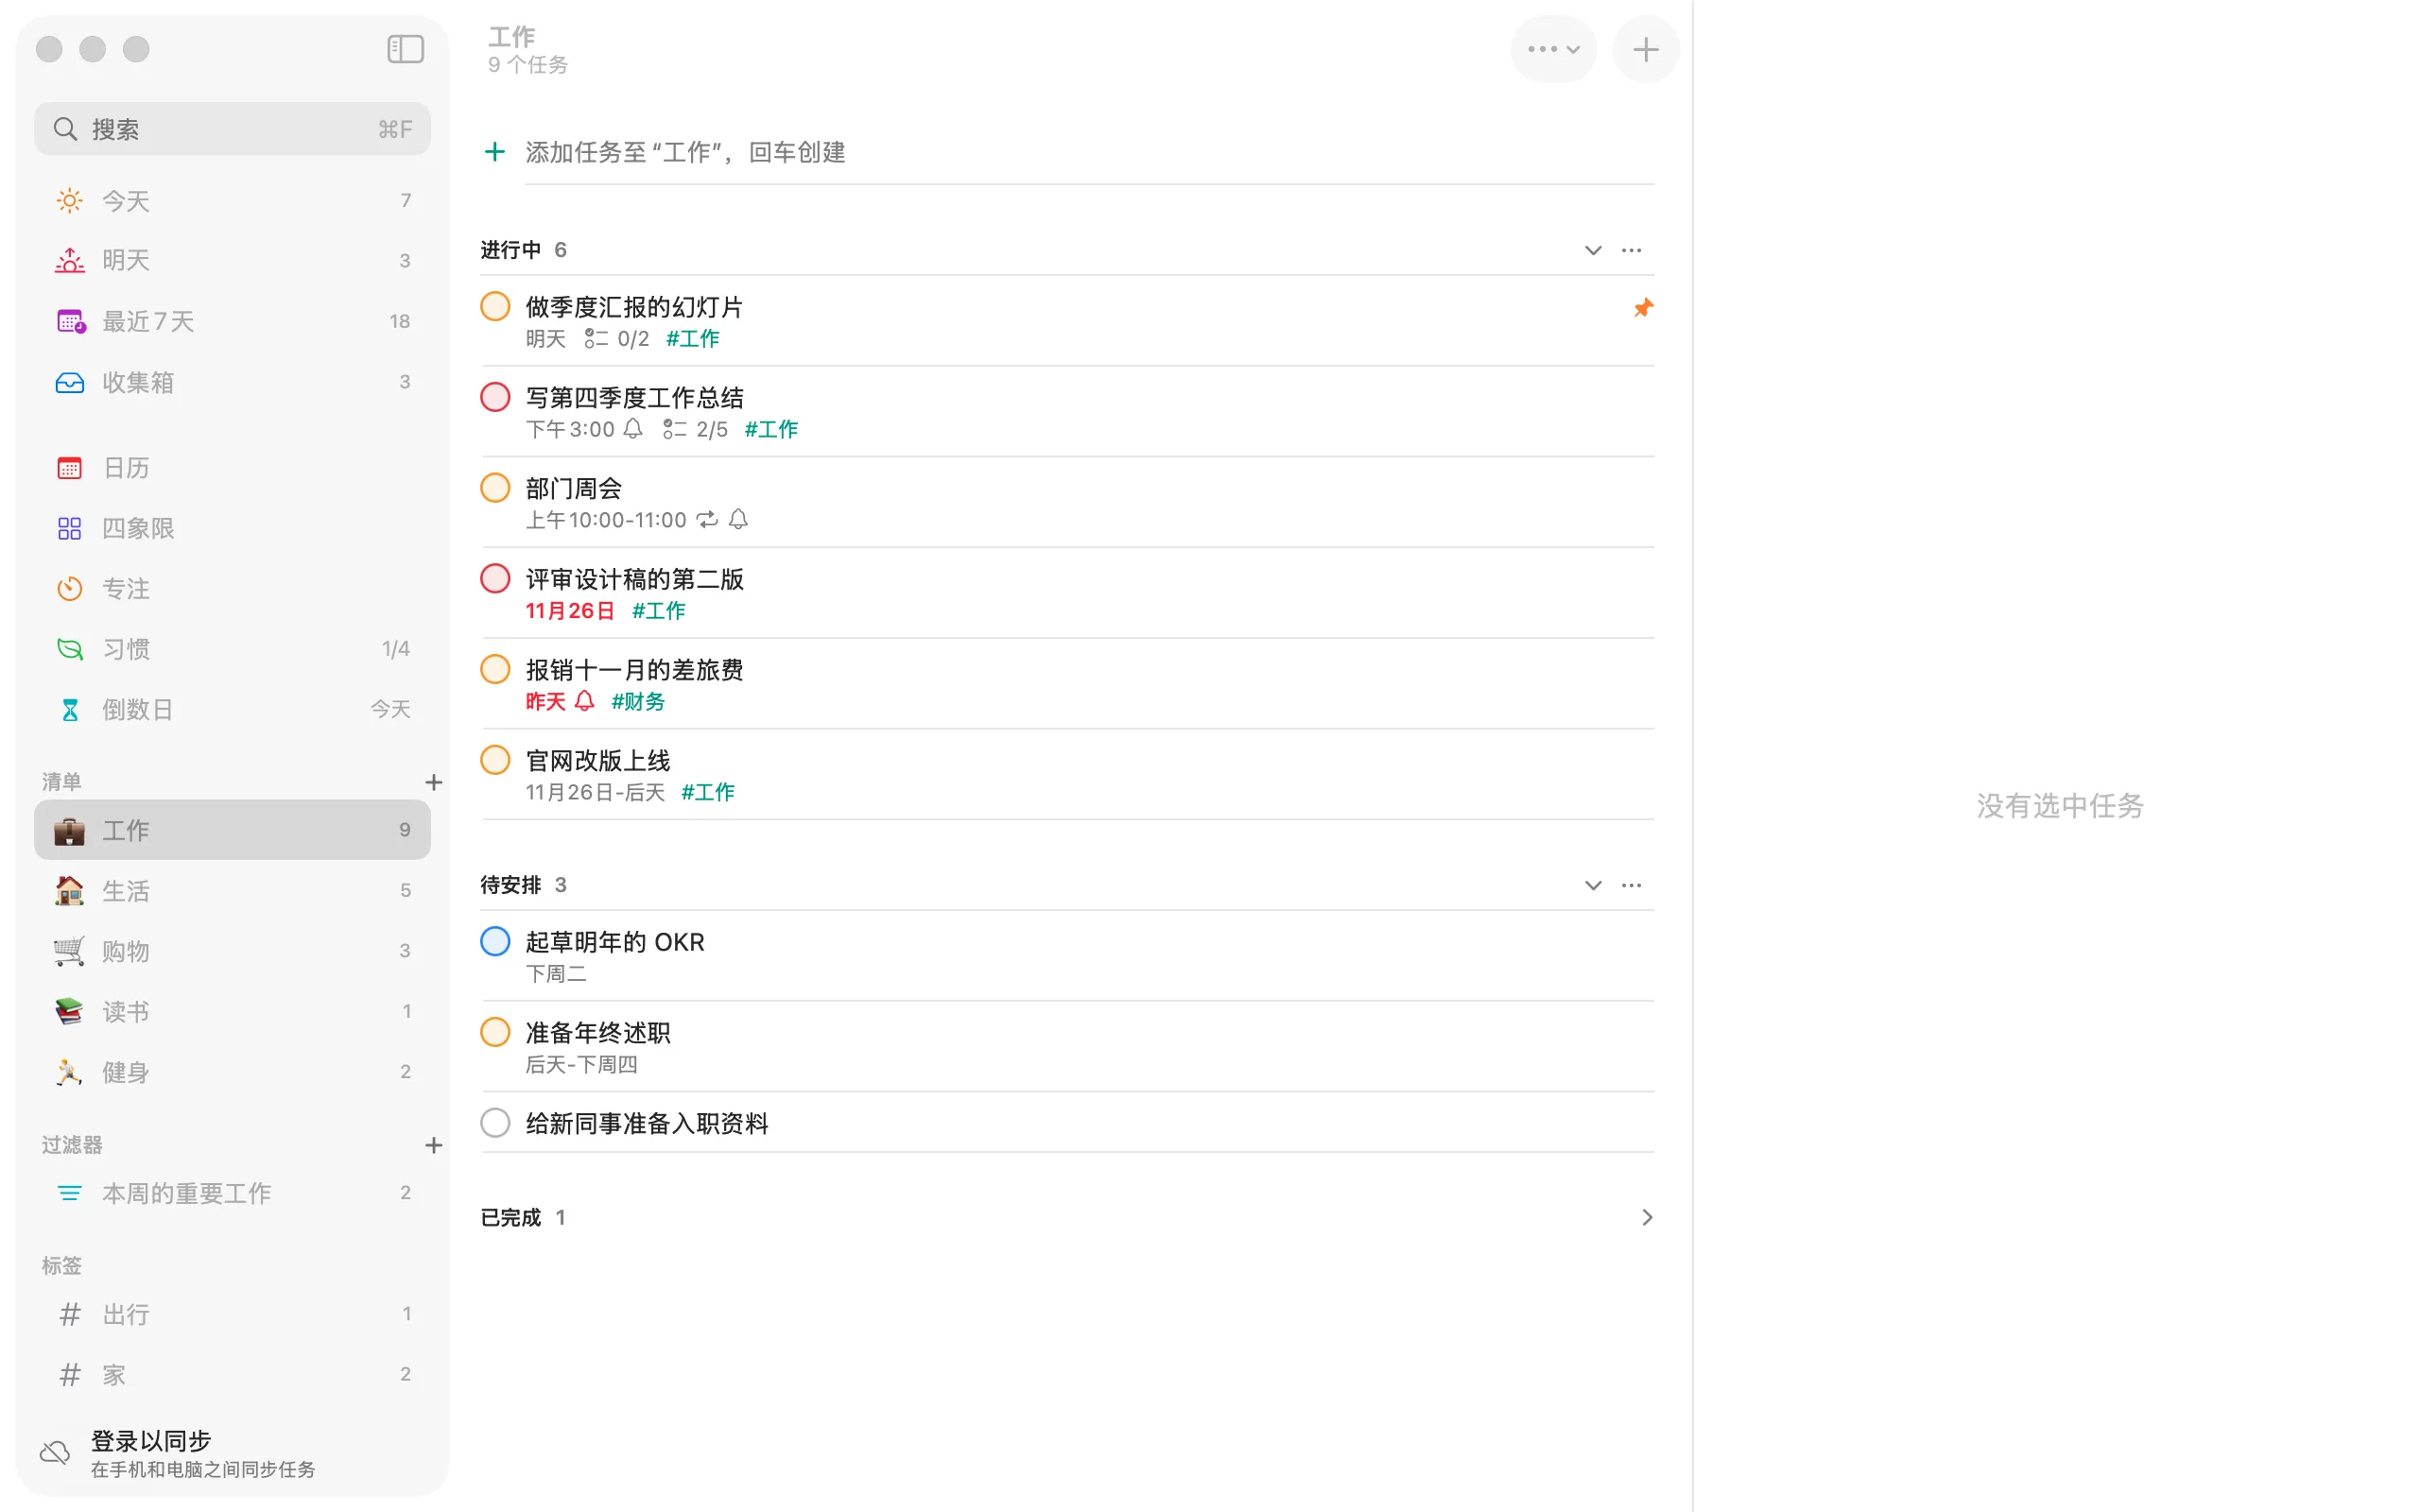 搜索 ⌘F
今天 7
明天 3
最近7天 18
收集箱 3
日历
四象限
专注
习惯 1/4
倒数日 今天
清单
工作 9
生活 5
购物 3
读书 1
健身 2
过滤器
本周的重要工作 2
标签
# 出行 1
# 家 2
登录以同步
在手机和电脑之间同步任务
工作
9 个任务
添加任务至 “工作”，回车创建
进行中 6
做季度汇报的幻灯片
明天 0/2 #工作
写第四季度工作总结
下午3:00 2/5 #工作
部门周会
上午10:00-11:00
评审设计稿的第二版
11月26日 #工作
报销十一月的差旅费
昨天 #财务
官网改版上线
11月26日-后天 #工作
待安排 3
起草明年的 OKR
下周二
准备年终述职
后天-下周四
给新同事准备入职资料
已完成 1
没有选中任务